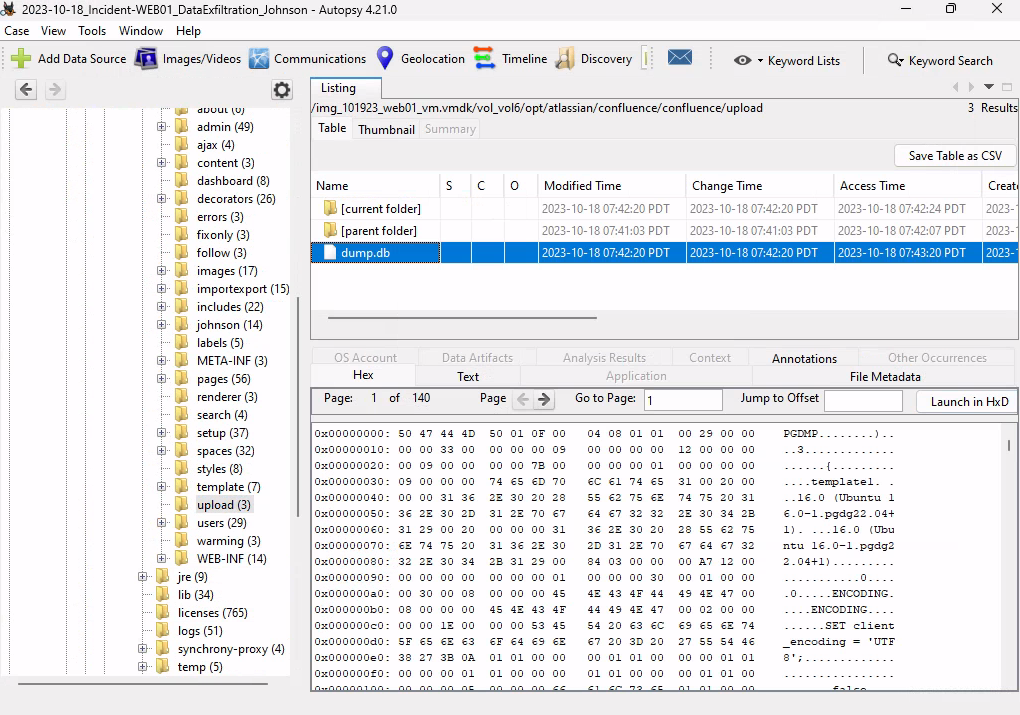 2023-10-18_Incident-WEB01_DataExfiltration_Johnson - Autopsy 4.21.0
Case View Tools Window Help
Add Data Source Images/Videos Communications Geolocation Timeline Discovery Keyword Lists Keyword Search
about (6)
admin (49)
ajax (4)
content (3)
dashboard (8)
decorators (26)
errors (3)
fixonly (3)
follow (3)
images (17)
importexport (15)
includes (22)
johnson (14)
labels (5)
META-INF (3)
pages (56)
renderer (3)
search (4)
setup (37)
spaces (32)
styles (8)
template (7)
upload (3)
users (29)
warming (3)
WEB-INF (14)
jre (9)
lib (34)
licenses (765)
logs (51)
synchrony-proxy (4)
temp (5)
Listing
/img_101923_web01_vm.vmdk/vol_vol6/opt/atlassian/confluence/confluence/upload 3 Results
Table Thumbnail Summary
Save Table as CSV
Name S C O Modified Time Change Time Access Time Creat
[current folder] 2023-10-18 07:42:20 PDT 2023-10-18 07:42:20 PDT 2023-10-18 07:42:24 PDT 2023-
[parent folder] 2023-10-18 07:41:03 PDT 2023-10-18 07:41:03 PDT 2023-10-18 07:42:07 PDT 2023-
dump.db 2023-10-18 07:42:20 PDT 2023-10-18 07:42:20 PDT 2023-10-18 07:43:20 PDT 2023-
OS Account Data Artifacts Analysis Results Context Annotations Other Occurrences
Hex Text Application File Metadata
Page: 1 of 140 Page Go to Page: 1 Jump to Offset Launch in HxD
0x00000000: 50 47 44 4D 50 01 0F 00 04 08 01 01 00 29 00 00 PGDMP........)..
0x00000010: 00 00 33 00 00 00 00 09 00 00 00 00 12 00 00 00 ..3.............
0x00000020: 00 09 00 00 00 00 7B 00 00 00 00 01 00 00 00 00 ......{.........
0x00000030: 09 00 00 00 74 65 6D 70 6C 61 74 65 31 00 20 00 ....template1. .
0x00000040: 00 00 31 36 2E 30 20 28 55 62 75 6E 74 75 20 31 ..16.0 (Ubuntu 1
0x00000050: 36 2E 30 2D 31 2E 70 67 64 67 32 32 2E 30 34 2B 6.0-1.pgdg22.04+
0x00000060: 31 29 00 20 00 00 00 31 36 2E 30 20 28 55 62 75 1). ...16.0 (Ubu
0x00000070: 6E 74 75 20 31 36 2E 30 2D 31 2E 70 67 64 67 32 ntu 16.0-1.pgdg2
0x00000080: 32 2E 30 34 2B 31 29 00 84 03 00 00 00 A7 12 00 2.04+1).........
0x00000090: 00 00 00 00 00 00 01 00 00 00 00 30 00 01 00 00 ...........0....
0x000000a0: 00 30 00 08 00 00 00 45 4E 43 4F 44 49 4E 47 00 .0.....ENCODING.
0x000000b0: 08 00 00 00 45 4E 43 4F 44 49 4E 47 00 02 00 00 ....ENCODING....
0x000000c0: 00 00 1E 00 00 00 53 45 54 20 63 6C 69 65 6E 74 ......SET client
0x000000d0: 5F 65 6E 63 6F 64 69 6E 67 20 3D 20 27 55 54 46 _encoding = 'UTF
0x000000e0: 38 27 3B 0A 01 01 00 00 00 01 01 00 00 00 01 01 8';.............
0x000000f0: 00 00 00 01 01 00 00 00 01 01 00 00 00 01 01 00 ................
0x00000100: 00 00 00 05 00 00 00 66 61 6C 73 65 01 01 00 00 .......false....